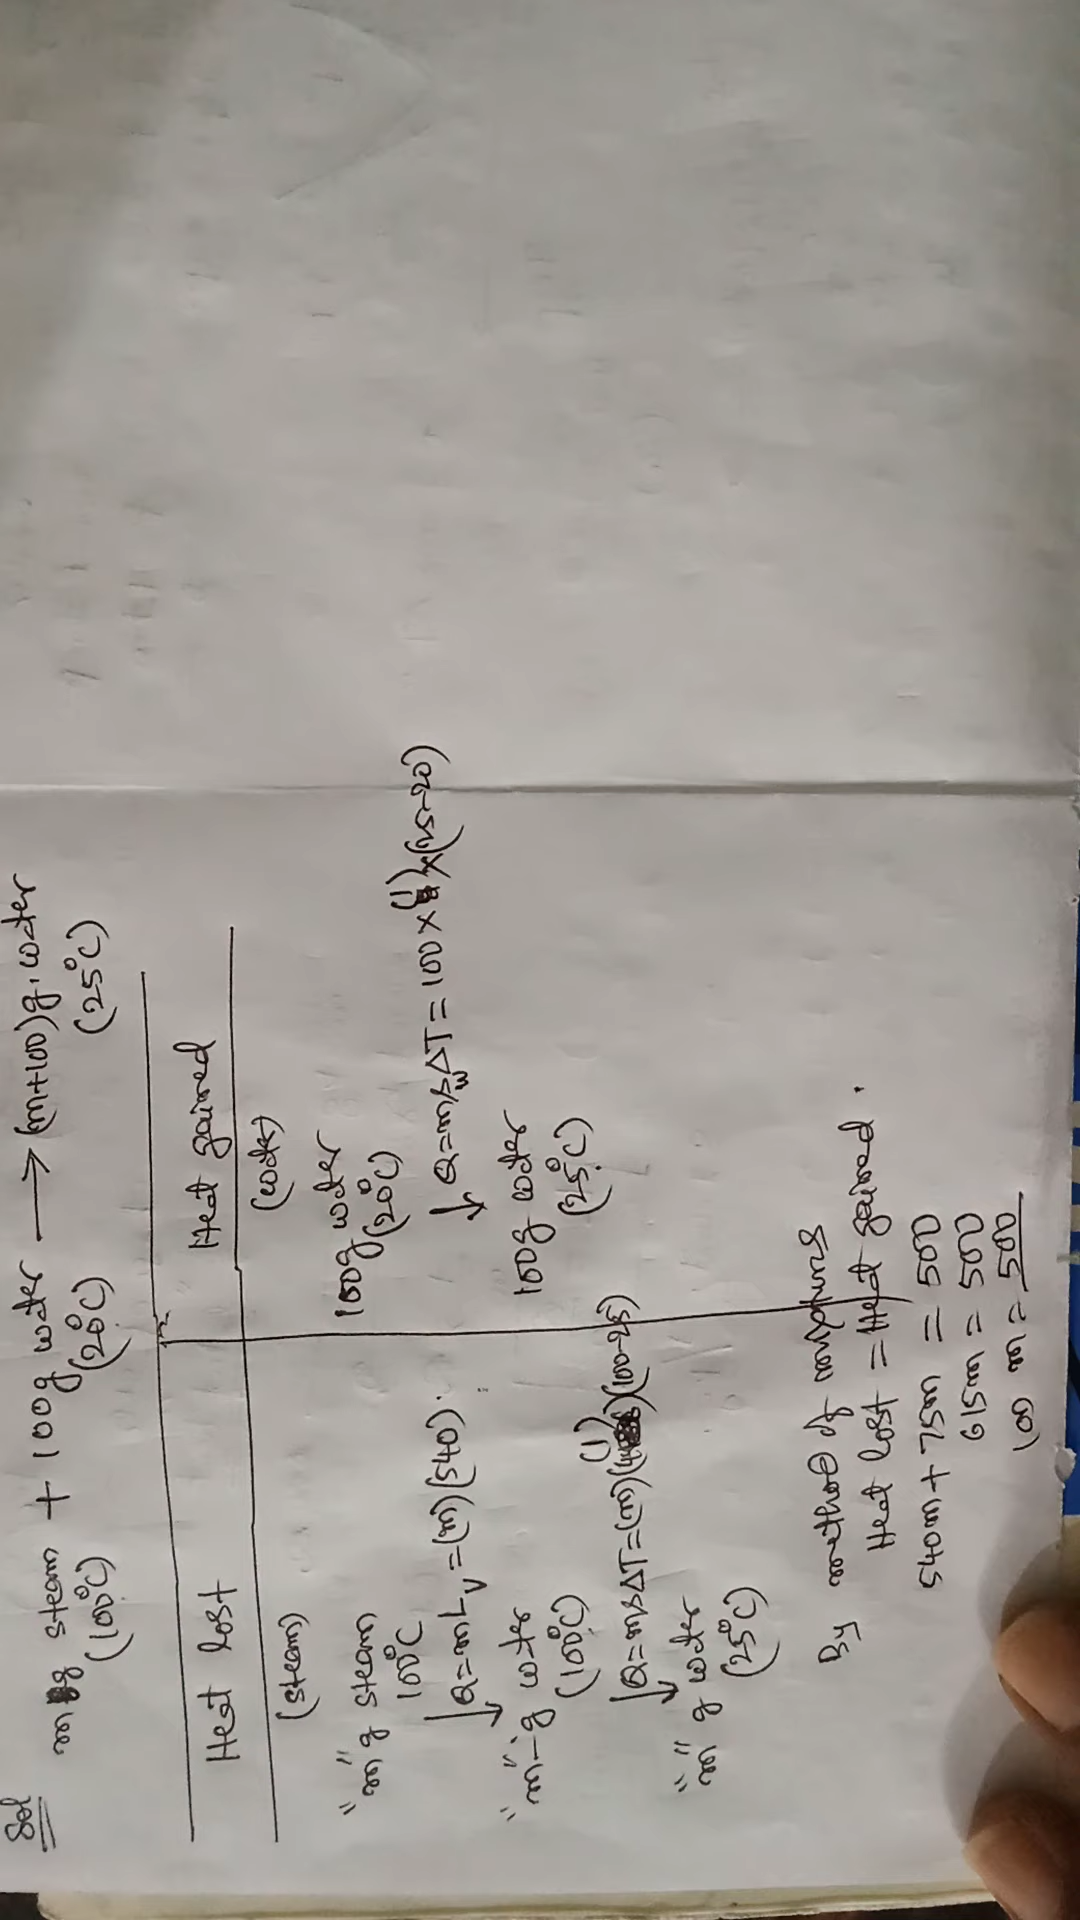 Sol
m g steam + 100g water → (m+100)g. water
(100°C) (20°C) (25°C)
Heat lost Heat gained
(steam) (water)
"m" g steam 100g water
100°C (20°C)
↓ Q=mLv=(m)(540). ↓ Q=mswΔT=100×(1)×(25-20)
"m" g water 100g water
(100°C) (25°C)
↓ Q=msΔT=(m)(1)(100-25)
"m" g water
(25°C)
By method of mixtures
Heat lost = Heat gained.
540m+75m = 500
615m = 500
m = 500